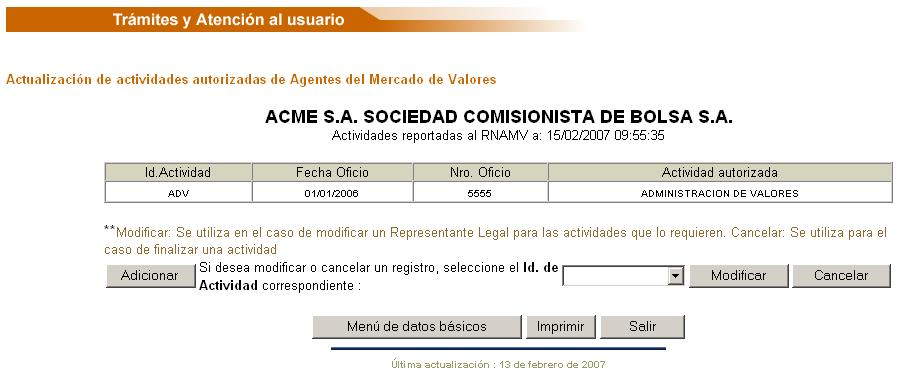 Trámites y Atención al usuario
Actualización de actividades autorizadas de Agentes del Mercado de Valores
ACME S.A. SOCIEDAD COMISIONISTA DE BOLSA S.A.
Actividades reportadas al RNAMV a: 15/02/2007 09:55:35
Id.Actividad Fecha Oficio Nro. Oficio Actividad autorizada
ADV 01/01/2006 5555 ADMINISTRACION DE VALORES
**Modificar: Se utiliza en el caso de modificar un Representante Legal para las actividades que lo requieren. Cancelar: Se utiliza para el
caso de finalizar una actividad
Adicionar Si desea modificar o cancelar un registro, seleccione el Id. de
Actividad correspondiente : Modificar Cancelar
Menú de datos básicos Imprimir Salir
Última actualización : 13 de febrero de 2007